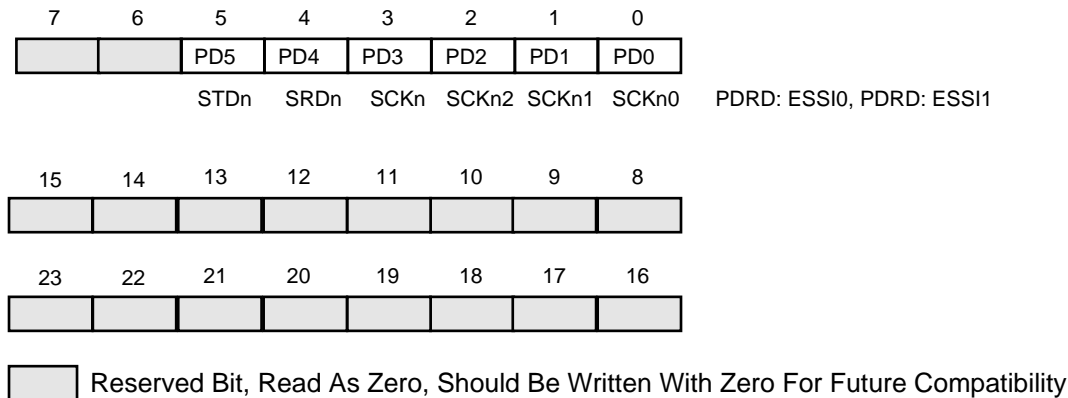 7 6 5 4 3 2 1 0
PD5 PD4 PD3 PD2 PD1 PD0
STDn SRDn SCKn SCKn2 SCKn1 SCKn0 PDRD: ESSI0, PDRD: ESSI1
15 14 13 12 11 10 9 8
23 22 21 20 19 18 17 16
Reserved Bit, Read As Zero, Should Be Written With Zero For Future Compatibility